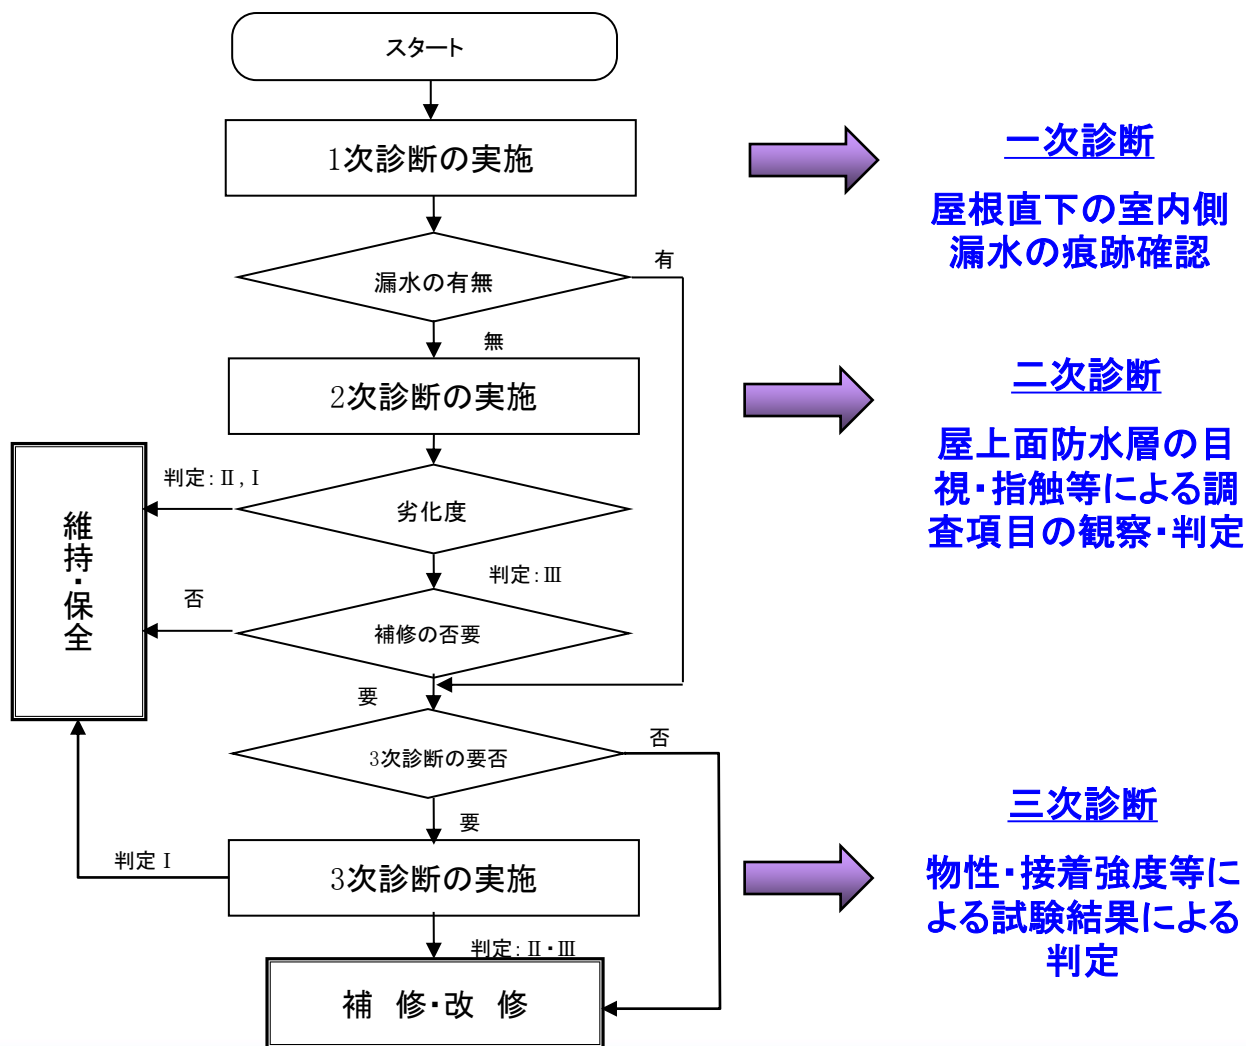 スタート
1次診断の実施
一次診断
屋根直下の室内側
漏水の痕跡確認
漏水の有無
有
無
2次診断の実施
二次診断
屋上面防水層の目
視・指触等による調
査項目の観察・判定
判定:Ⅱ,Ⅰ
劣化度
維持・保全
判定:Ⅲ
否
補修の否要
要
3次診断の要否
否
要
三次診断
物性・接着強度等に
よる試験結果による
判定
判定Ⅰ
3次診断の実施
判定:Ⅱ・Ⅲ
補 修・改 修